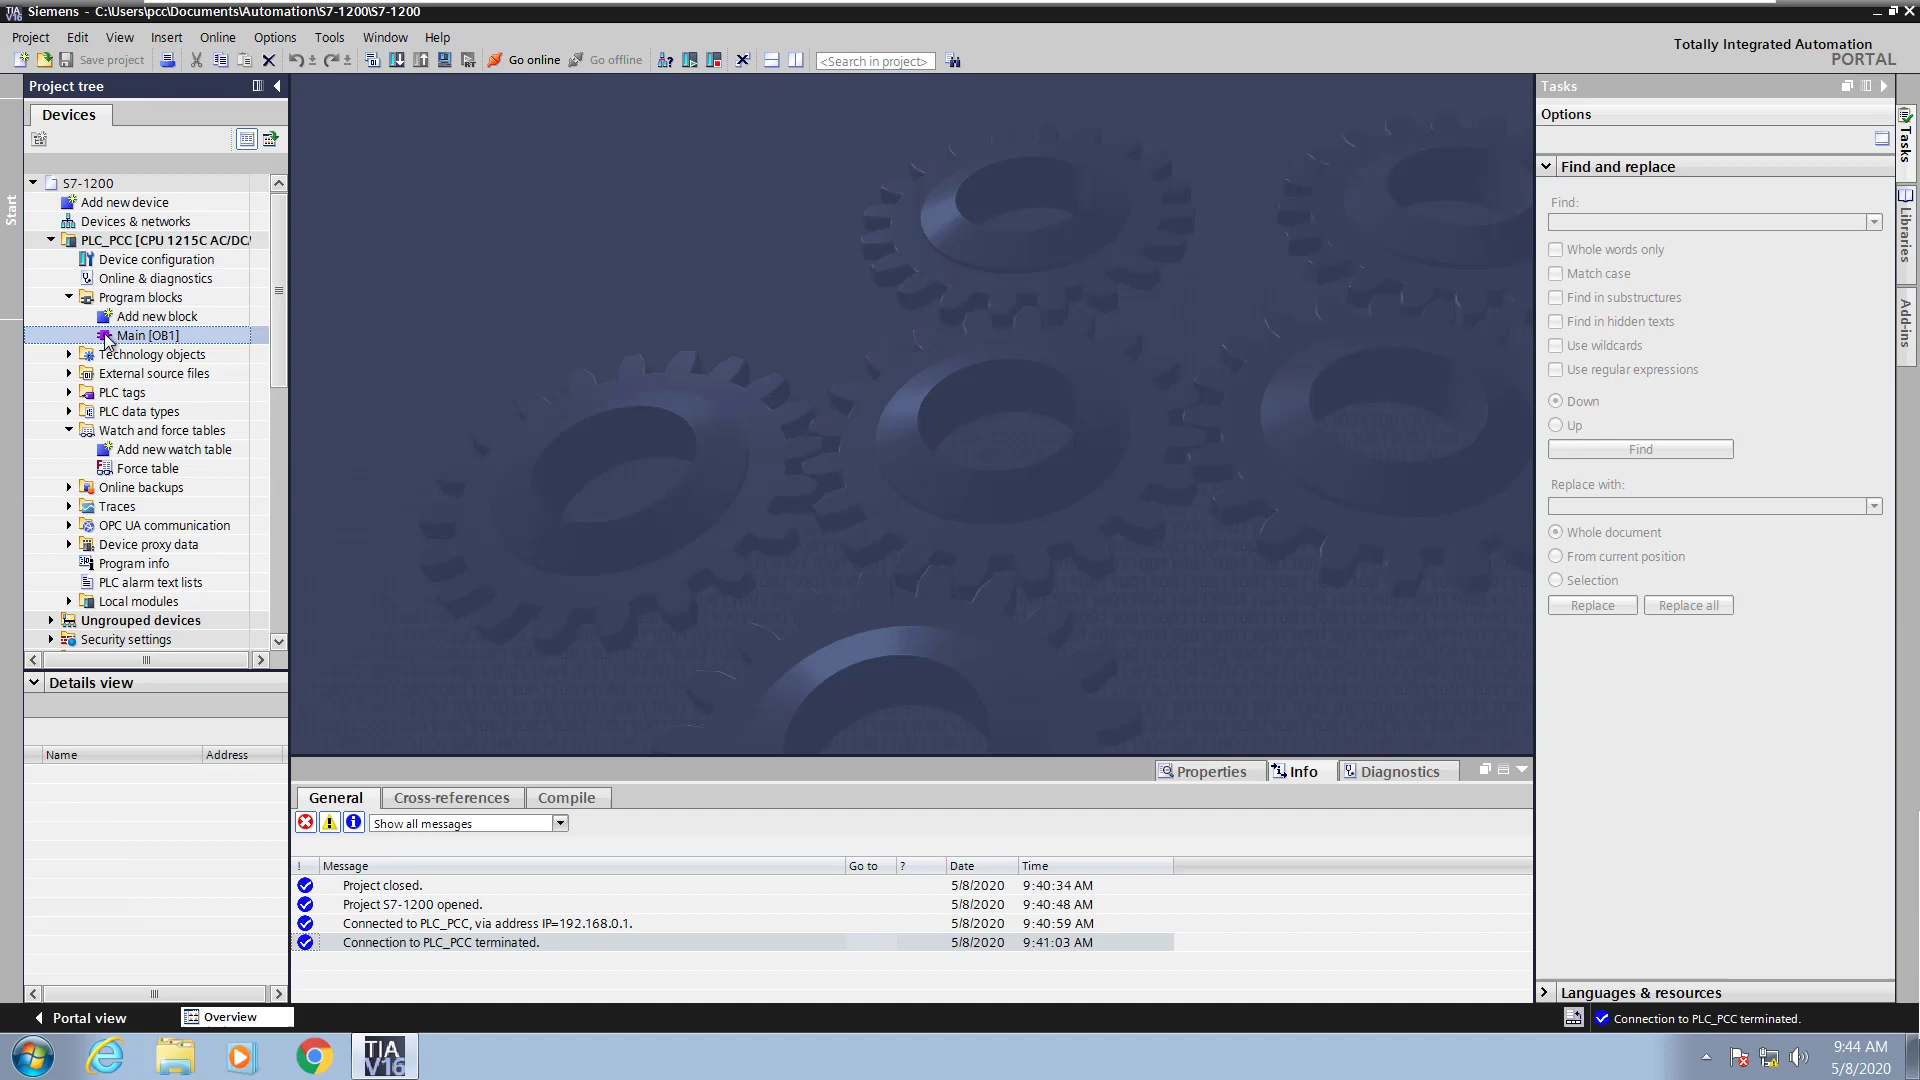 Siemens - C:\Users\pcc\Documents\Automation\S7-1200\S7-1200
Project Edit View Insert Online Options Tools Window Help
Totally Integrated Automation
PORTAL
Save project Go online Go offline <Search in project>
Project tree
Devices
Start
S7-1200
Add new device
Devices & networks
PLC_PCC [CPU 1215C AC/DC/
Device configuration
Online & diagnostics
Program blocks
Add new block
Main [OB1]
Technology objects
External source files
PLC tags
PLC data types
Watch and force tables
Add new watch table
Force table
Online backups
Traces
OPC UA communication
Device proxy data
Program info
PLC alarm text lists
Local modules
Ungrouped devices
Security settings
Details view
Name Address
Properties Info Diagnostics
General Cross-references Compile
Show all messages
! Message Go to ? Date Time
Project closed. 5/8/2020 9:40:34 AM
Project S7-1200 opened. 5/8/2020 9:40:48 AM
Connected to PLC_PCC, via address IP=192.168.0.1. 5/8/2020 9:40:59 AM
Connection to PLC_PCC terminated. 5/8/2020 9:41:03 AM
Tasks
Options
Find and replace
Find:
Whole words only
Match case
Find in substructures
Find in hidden texts
Use wildcards
Use regular expressions
Down
Up
Find
Replace with:
Whole document
From current position
Selection
Replace Replace all
Languages & resources
Tasks
Libraries
Add-ins
Portal view Overview
Connection to PLC_PCC terminated.
TIA
V16
9:44 AM
5/8/2020